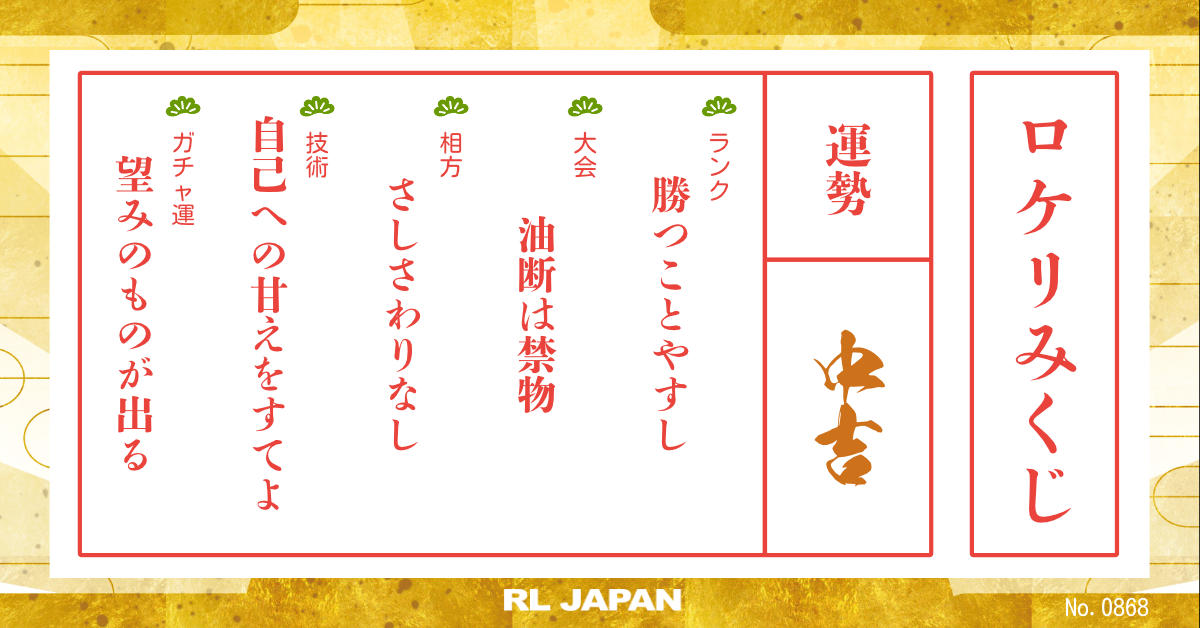 ロケリみくじ
運勢
中吉
ランク
勝つことやすし
大会
油断は禁物
相方
さしさわりなし
技術
自己への甘えをすてよ
ガチャ運
望みのものが出る
RL JAPAN
No. 0868